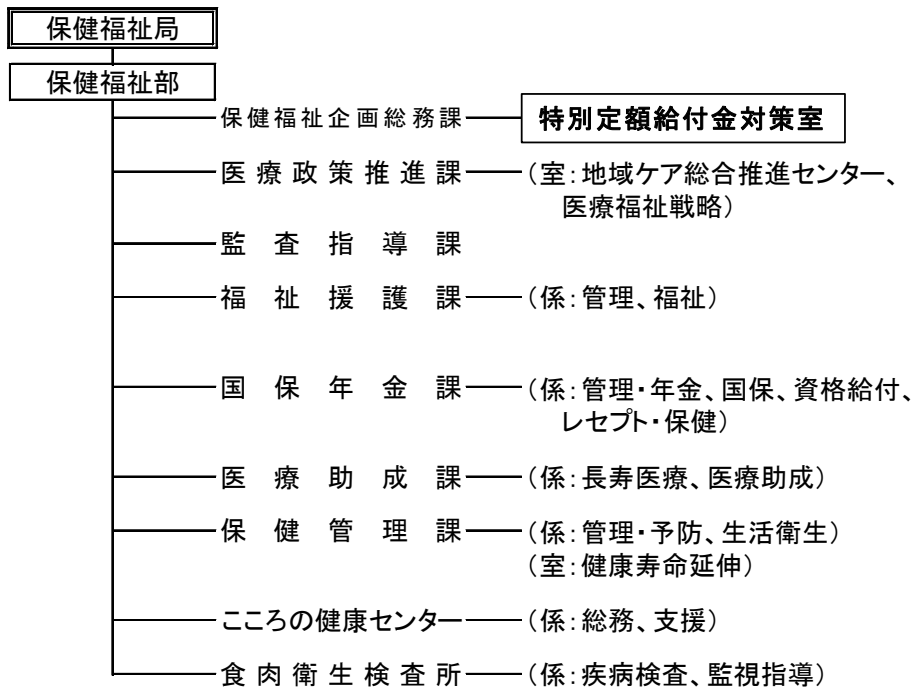 保健福祉局
保健福祉部
保健福祉企画総務課 特別定額給付金対策室
医療政策推進課 （室：地域ケア総合推進センター、
医療福祉戦略）
監査指導課
福祉援護課 （係：管理、福祉）
国保年金課 （係：管理・年金、国保、資格給付、
レセプト・保健）
医療助成課 （係：長寿医療、医療助成）
保健管理課 （係：管理・予防、生活衛生）
（室：健康寿命延伸）
こころの健康センター （係：総務、支援）
食肉衛生検査所 （係：疾病検査、監視指導）